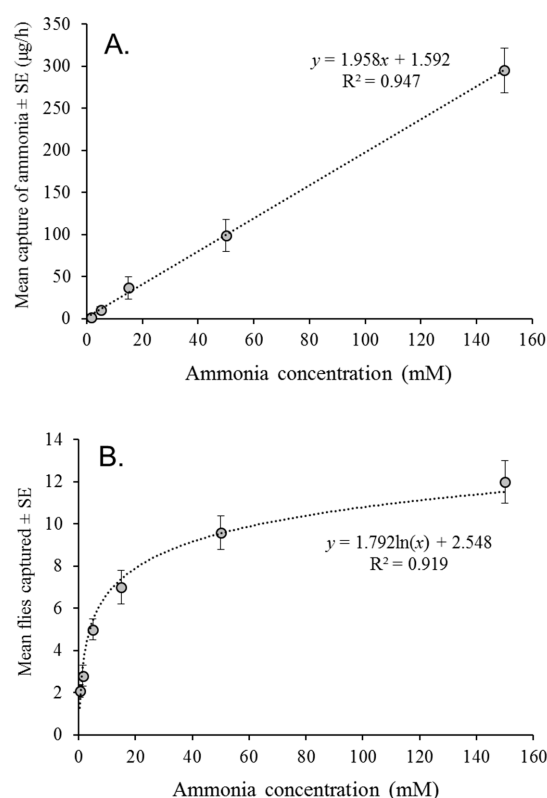 A.
y = 1.958x + 1.592
R² = 0.947
Mean capture of ammonia ± SE (µg/h)
350
300
250
200
150
100
50
0
0 20 40 60 80 100 120 140 160
Ammonia concentration (mM)
B.
y = 1.792ln(x) + 2.548
R² = 0.919
Mean flies captured ± SE
14
12
10
8
6
4
2
0
0 20 40 60 80 100 120 140 160
Ammonia concentration (mM)